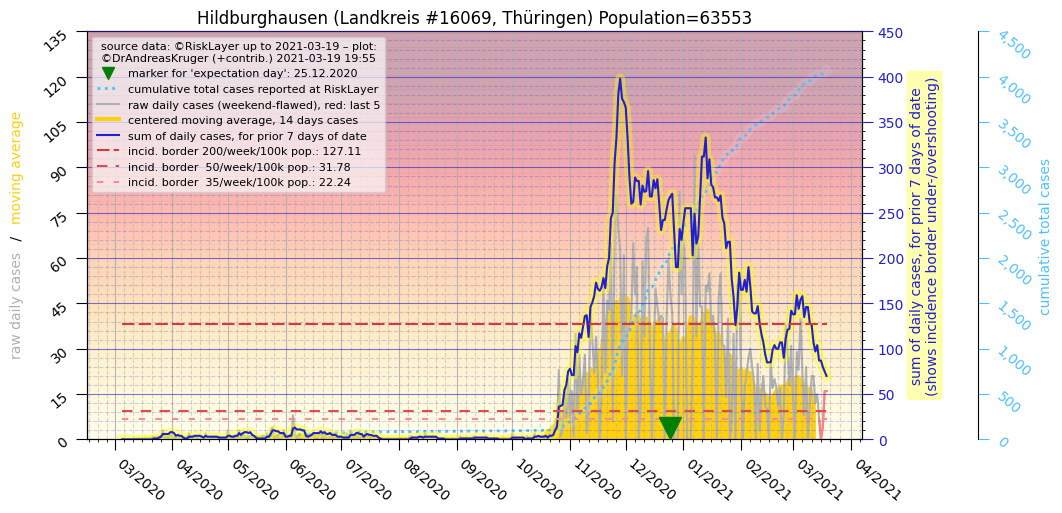 Hildburghausen (Landkreis #16069, Thüringen) Population=63553
source data: ©RiskLayer up to 2021-03-19 – plot:
©DrAndreasKruger (+contrib.) 2021-03-19 19:55
marker for 'expectation day': 25.12.2020
cumulative total cases reported at RiskLayer
raw daily cases (weekend-flawed), red: last 5
centered moving average, 14 days cases
sum of daily cases, for prior 7 days of date
incid. border 200/week/100k pop.: 127.11
incid. border  50/week/100k pop.: 31.78
incid. border  35/week/100k pop.: 22.24
raw daily cases  /  moving average
135
120
105
90
75
60
45
30
15
0
03/2020
04/2020
05/2020
06/2020
07/2020
08/2020
09/2020
10/2020
11/2020
12/2020
01/2021
02/2021
03/2021
04/2021
450
400
350
300
250
200
150
100
50
0
sum of daily cases, for prior 7 days of date
(shows incidence border under-/overshooting)
4,500
4,000
3,500
3,000
2,500
2,000
1,500
1,000
500
0
cumulative total cases